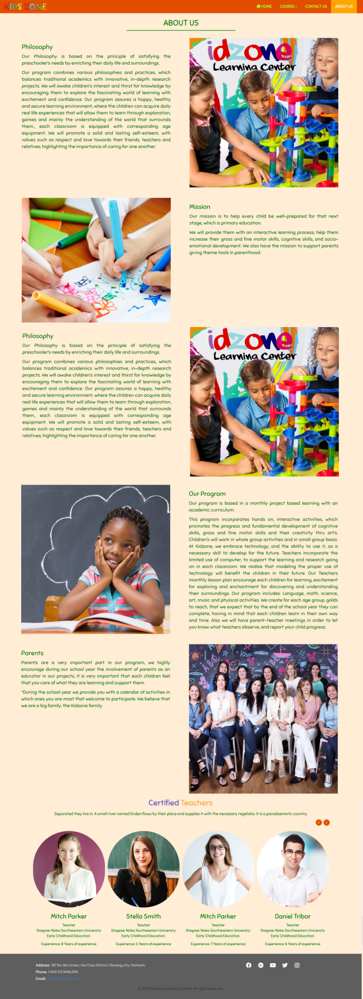 KiDS ZONE
HOME COURSE CONTACT US ABOUT US
ABOUT US
Philosophy
Our Philosophy is based on the principle of satisfying the
preschooler's needs by enriching their daily life and surroundings.
Our program combines various philosophies and practices, which
balances traditional academics with innovative, in-depth research
projects. We will awake children's interest and thirst for knowledge by
encouraging them to explore the fascinating world of learning with
excitement and confidence. Our program assures a happy, healthy
and secure learning environment, where the children can acquire daily
real life experiences that will allow them to learn through exploration,
games and mainly the understanding of the world that surrounds
them., each classroom is equipped with corresponding age
equipment. We will promote a solid and lasting self-esteem, with
values such as respect and love towards their friends, teachers and
relatives; highlighting the importance of caring for one another.
idzone
Learning Center
Mission
Our mission is to help every child be well-prepared for that next
stage, which is primary education.
We will provide them with an interactive learning process; help them
increase their gross and fine motor skills, cognitive skills, and socio-
emotional development. We also have the mission to support parents
giving theme tools in parenthood.
Philosophy
Our Philosophy is based on the principle of satisfying the
preschooler's needs by enriching their daily life and surroundings.
Our program combines various philosophies and practices, which
balances traditional academics with innovative, in-depth research
projects. We will awake children's interest and thirst for knowledge by
encouraging them to explore the fascinating world of learning with
excitement and confidence. Our program assures a happy, healthy
and secure learning environment, where the children can acquire daily
real life experiences that will allow them to learn through exploration,
games and mainly the understanding of the world that surrounds
them., each classroom is equipped with corresponding age
equipment. We will promote a solid and lasting self-esteem, with
values such as respect and love towards their friends, teachers and
relatives; highlighting the importance of caring for one another.
idzone
Learning Center
Our Program
Our program is based in a monthly project based learning with an
academic curriculum.
This program incorporates hands on, interactive activities, which
promotes the progress and fundamental development of cognitive
skills, gross and fine motor skills and their creativity thru art's.
Children's will work in whole group activities and in small group basis.
At Kidzone, we embrace technology, and the ability to use it, as a
necessary skill to develop for the future. Teachers incorporate the
limited use of computer, to support the learning and research going
on in each classroom. We realize that modeling the proper use of
technology will benefit the children in their future. Our Teachers
monthly lesson plan encourage each children for learning, excitement
for exploring and enchantment for discovering and understanding
their surroundings. Our program includes: Language, math, science,
art, music and physical activities. We create for each age group, golds
to reach, that we expect that by the end of the school year they can
complete, having in mind that each children learn in their own way
and time. Also we will have parent-teacher meetings in order to let
you know what teachers observe, and report your child progress.
Parents
Parents are a very important part in our program, we highly
encourage during our school year the involvement of parents as an
educator in our projects, it is very important that each children feel
that you care of what they are learning and support them.
"During the school year we provide you with a calendar of activities in
which ones you are most that welcome to participate. We believe that
we are a big family, the Kidzone family.
love
Certified Teachers
Separated they live in. A small river named Duden flows by their place and supplies it with the necessary regelialia. It is a paradisematic country
Mitch Parker Stella Smith Mitch Parker Daniel Tribor
Teacher Teacher Teacher Teacher
Dregree: Noba Southeastern University Dregree: Noba Southeastern University Dregree: Noba Southeastern University Dregree: Noba Southeastern University
Early Childhood Education. Early Childhood Education. Early Childhood Education. Early Childhood Education.
Experience: 8 Years of experience Experience: 5 Years of experience Experience: 7 Years of experience Experience: 6 Years of experience
Address: 38 Yen Bai street, Hai Chau District, Danang city, Vietnam.
Phone: (+84) 511.3446.295
Email:
© 2019 Kidszone Learning Center. All rights reserved.